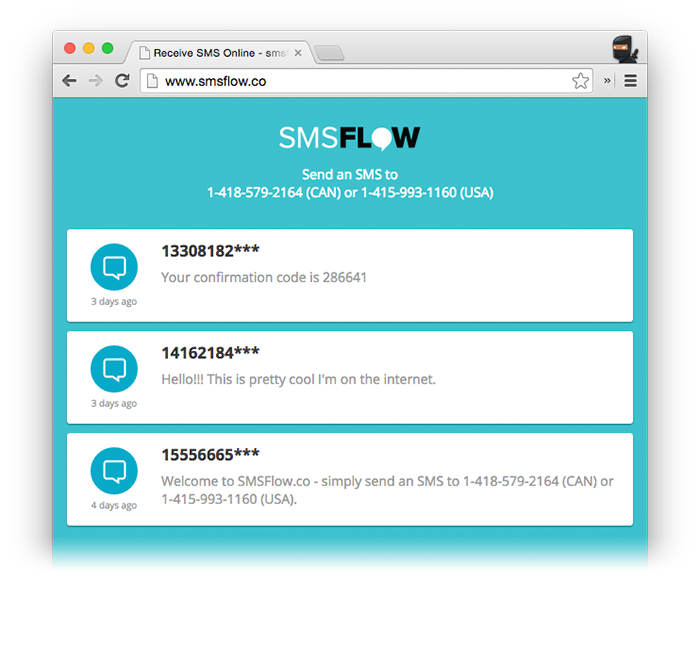 Receive SMS Online - sms
www.smsflow.co
»
SMSFLOW
Send an SMS to
1-418-579-2164 (CAN) or 1-415-993-1160 (USA)
13308182***
Your confirmation code is 286641
3 days ago
14162184***
Hello!!! This is pretty cool I'm on the internet.
3 days ago
15556665***
Welcome to SMSFlow.co - simply send an SMS to 1-418-579-2164 (CAN) or
1-415-993-1160 (USA).
4 days ago